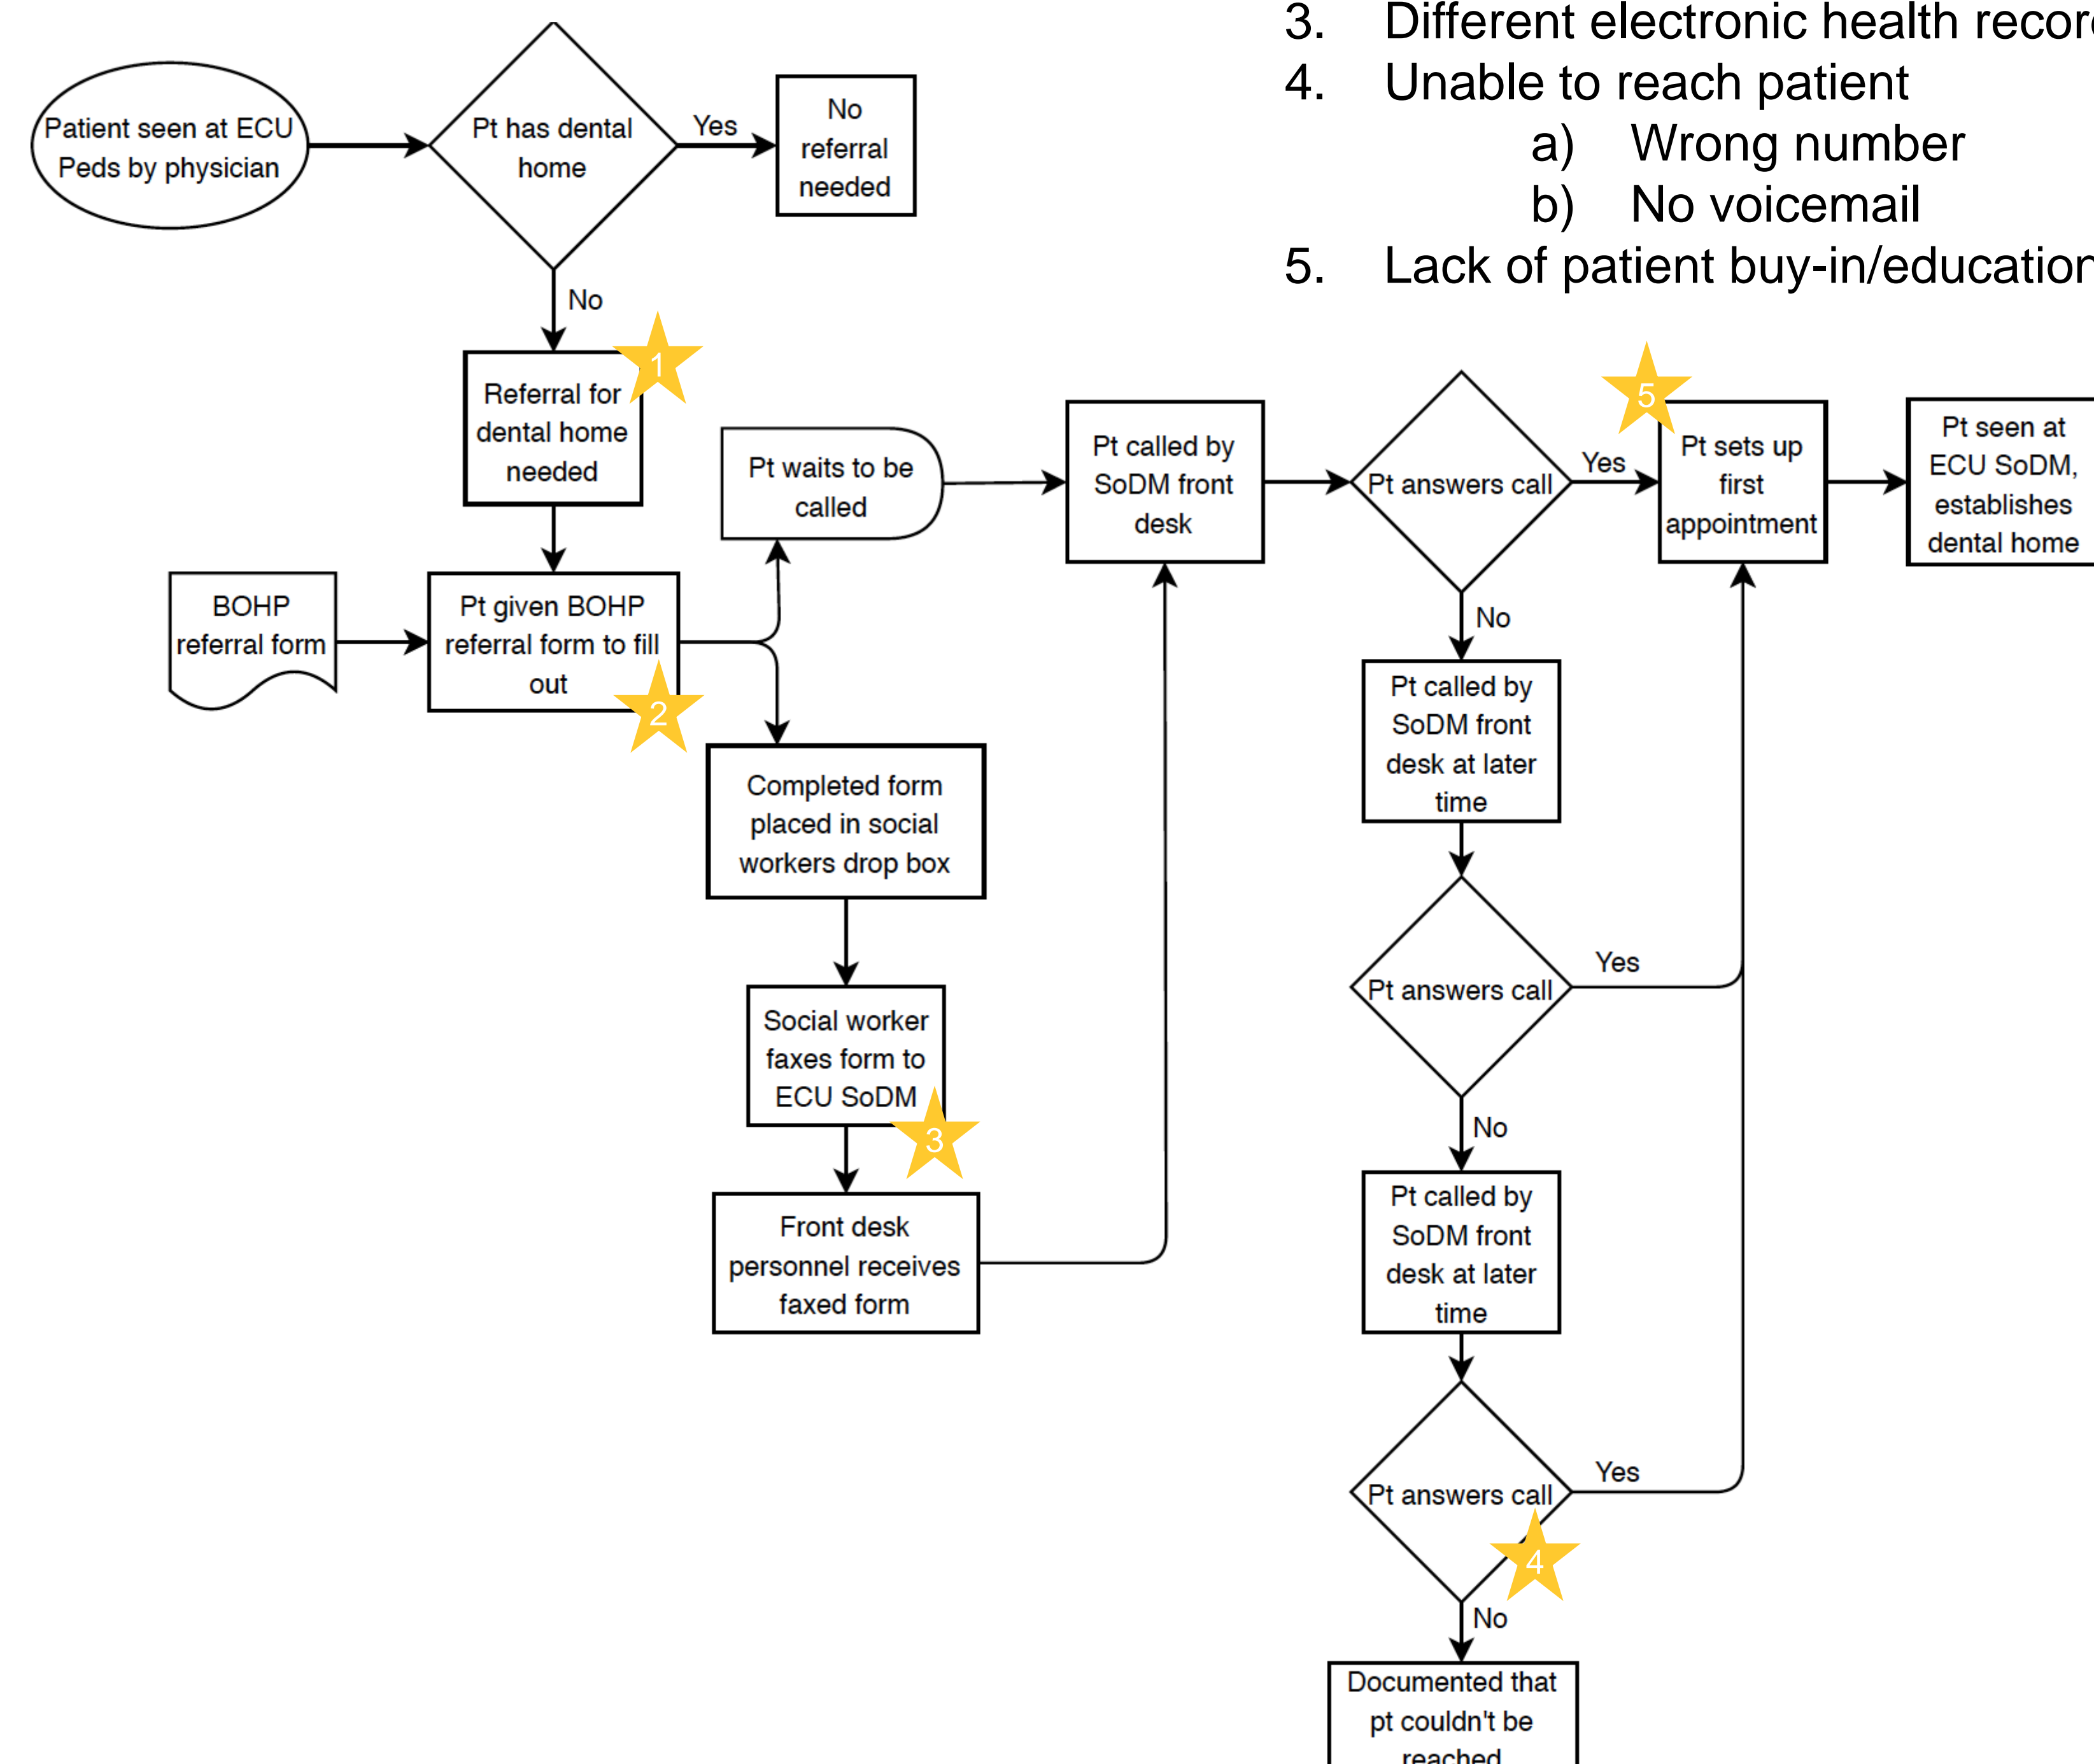 3. Different electronic health
4. Unable to reach patient
a) Wrong number
b) No voicemail
5. Lack of patient buy-in/education
Patient seen at ECU
Peds by physician
Pt has dental
home
Yes
No
referral
needed
No
1
Referral for
dental home
needed
BOHP
referral form
Pt given BOHP
referral form to fill
out
2
Pt waits to be
called
Completed form
placed in social
workers drop box
Social worker
faxes form to
ECU SoDM
3
Front desk
personnel receives
faxed form
Pt called by
SoDM front
desk
Pt answers call
Yes
5
Pt sets up
first
appointment
Pt seen at
ECU SoDM,
establishes
dental home
No
Pt called by
SoDM front
desk at later
time
Pt answers call
Yes
No
Pt called by
SoDM front
desk at later
time
Pt answers call
Yes
4
No
Documented that
pt couldn't be
reached